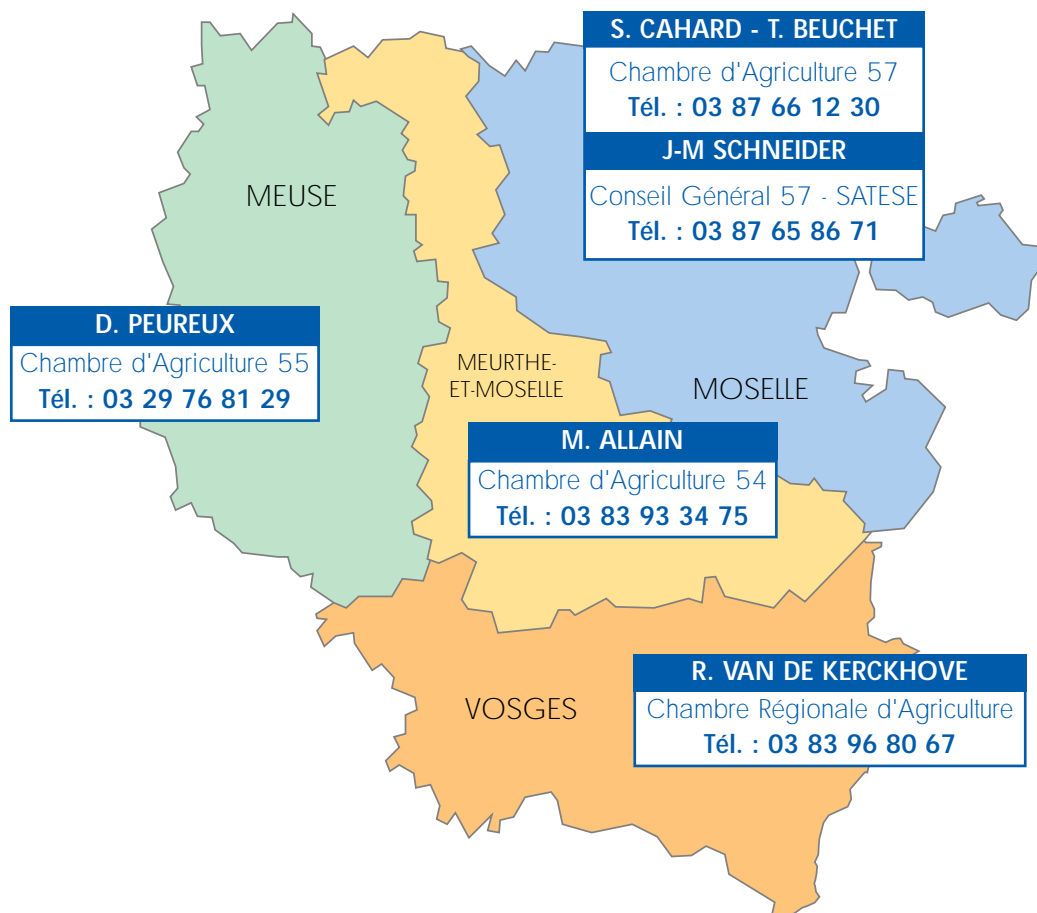 S. CAHARD - T. BEUCHET
Chambre d'Agriculture 57
Tél. : 03 87 66 12 30
J-M SCHNEIDER
Conseil Général 57 - SATESE
Tél. : 03 87 65 86 71
MEUSE
D. PEUREUX
Chambre d'Agriculture 55
Tél. : 03 29 76 81 29
MEURTHE-
ET-MOSELLE
MOSELLE
M. ALLAIN
Chambre d'Agriculture 54
Tél. : 03 83 93 34 75
VOSGES
R. VAN DE KERCKHOVE
Chambre Régionale d'Agriculture
Tél. : 03 83 96 80 67